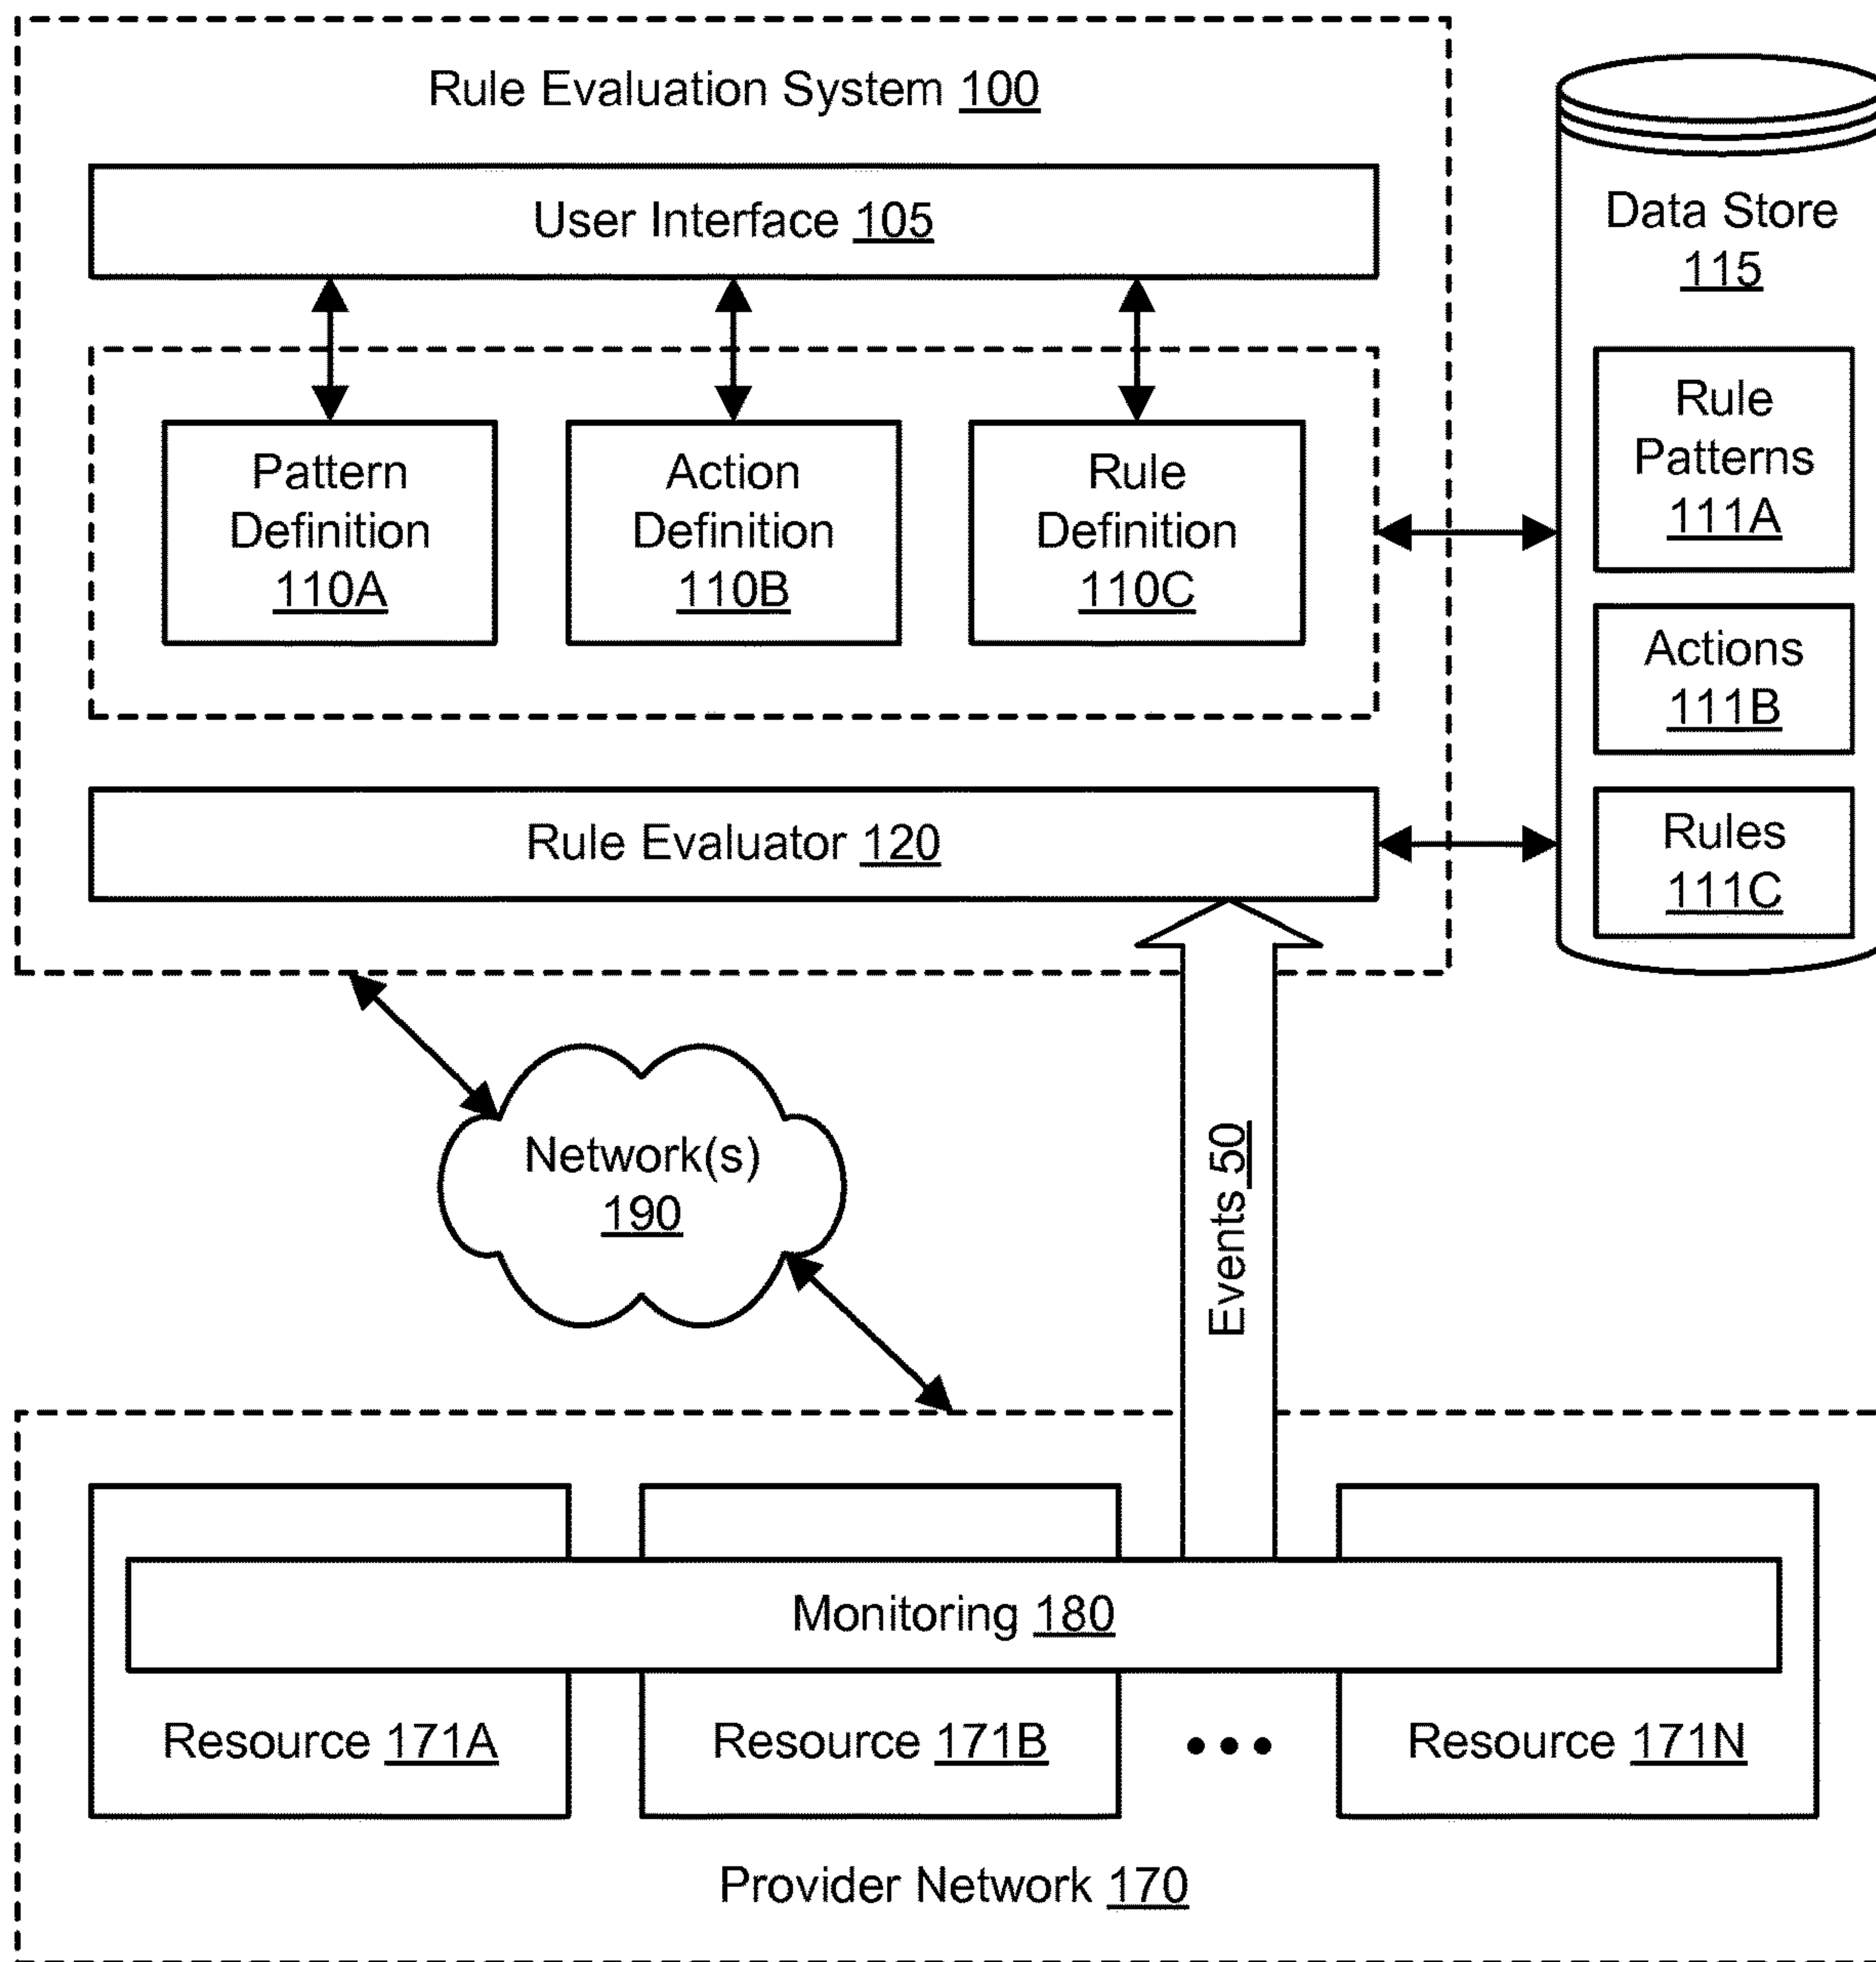 Rule Evaluation System 100
User Interface 105
Pattern
Definition
110A
Action
Definition
110B
Rule
Definition
110C
Rule Evaluator 120
Data Store
115
Rule
Patterns
111A
Actions
111B
Rules
111C
Network(s)
190
Events 50
Monitoring 180
Resource 171A
Resource 171B
Resource 171N
Provider Network 170